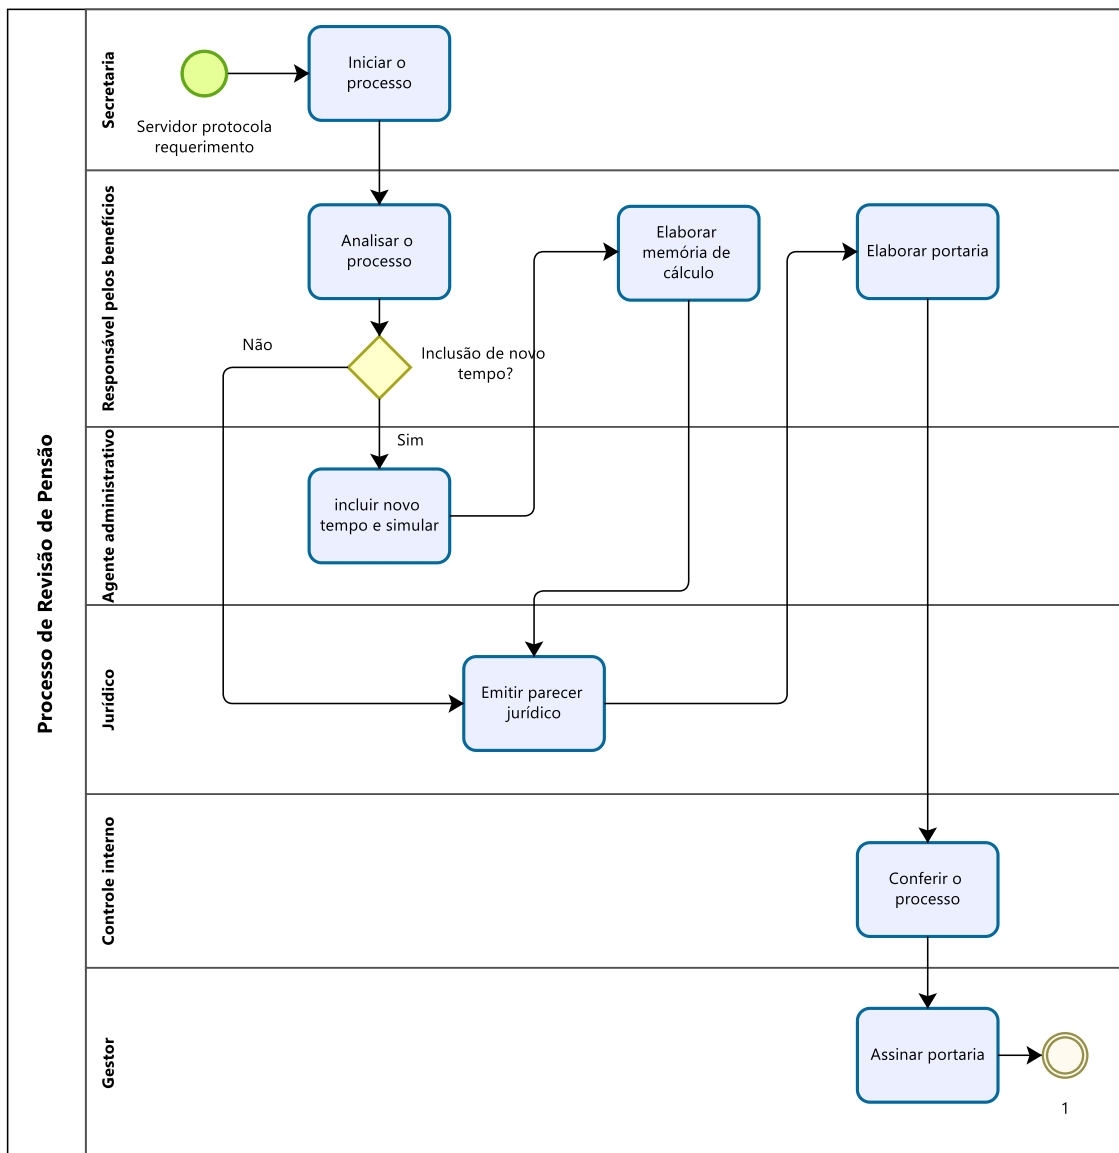 Processo de Revisão de Pensão
Secretaria
Servidor protocola
requerimento
Iniciar o
processo
Responsável pelos benefícios
Analisar o
processo
Não
Inclusão de novo
tempo?
Sim
Elaborar
memória de
cálculo
Elaborar portaria
Agente administrativo
incluir novo
tempo e simular
Jurídico
Emitir parecer
jurídico
Controle interno
Conferir o
processo
Gestor
Assinar portaria
1